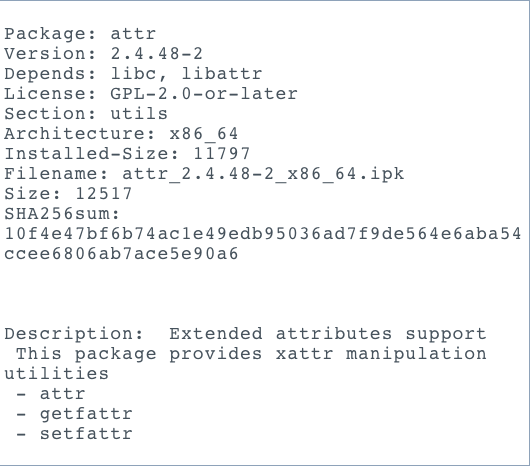 Package: attr
Version: 2.4.48-2
Depends: libc, libattr
License: GPL-2.0-or-later
Section: utils
Architecture: x86_64
Installed-Size: 11797
Filename: attr_2.4.48-2_x86_64.ipk
Size: 12517
SHA256sum:
10f4e47bf6b74ac1e49edb95036ad7f9de564e6aba54
ccee6806ab7ace5e90a6
Description:  Extended attributes support
 This package provides xattr manipulation
utilities
 - attr
 - getfattr
 - setfattr